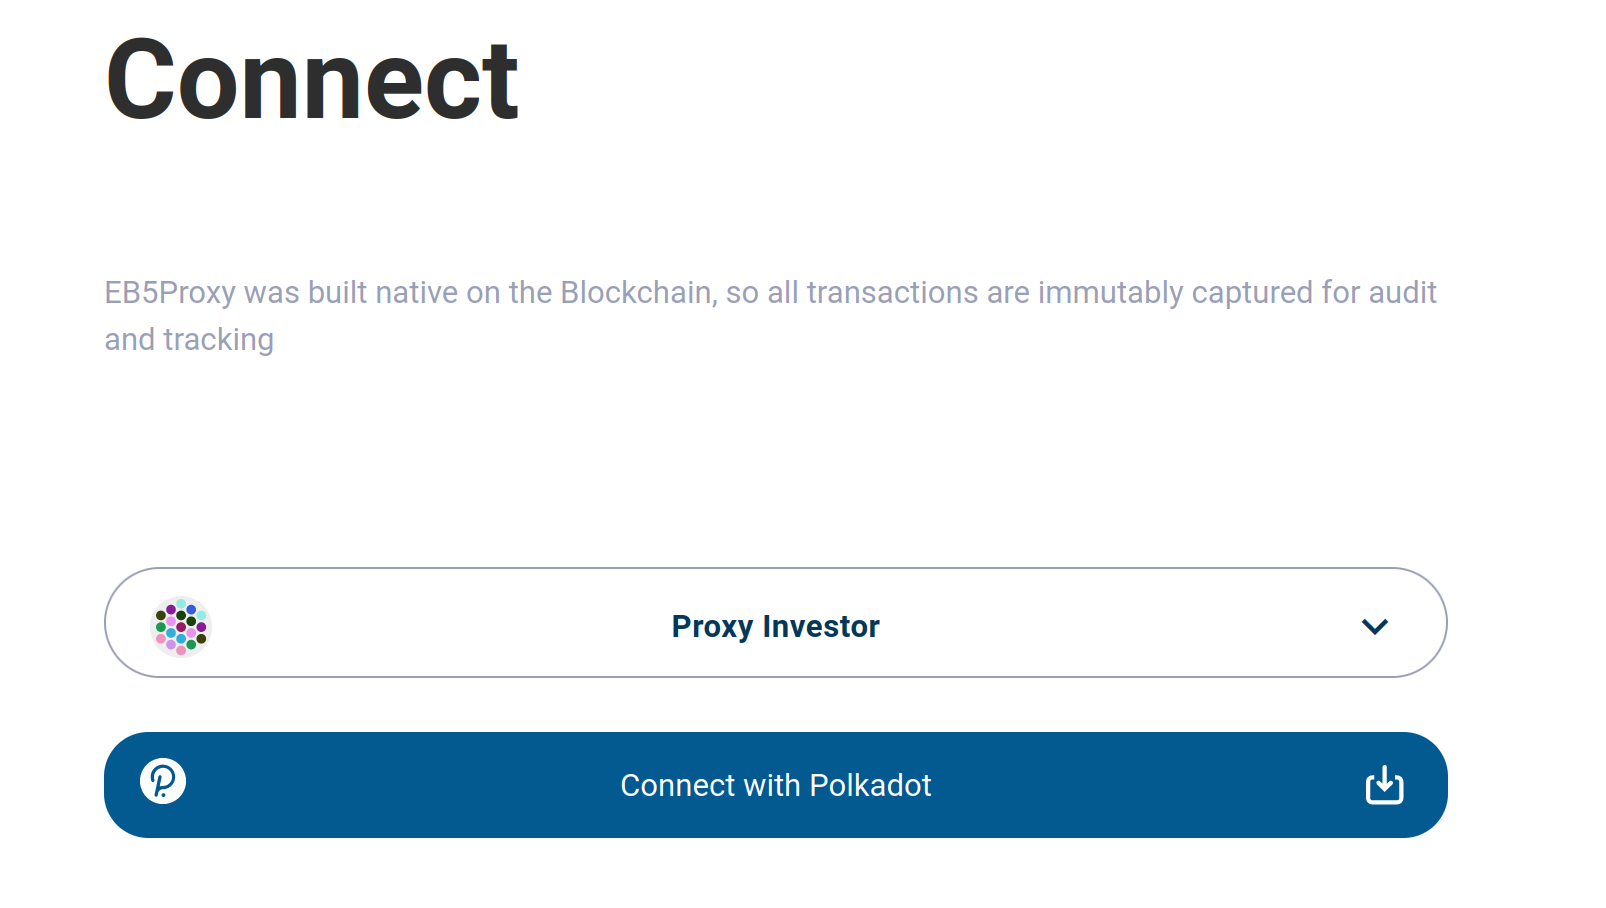 Connect
EB5Proxy was built native on the Blockchain, so all transactions are immutably captured for audit
and tracking
Proxy Investor
Connect with Polkadot